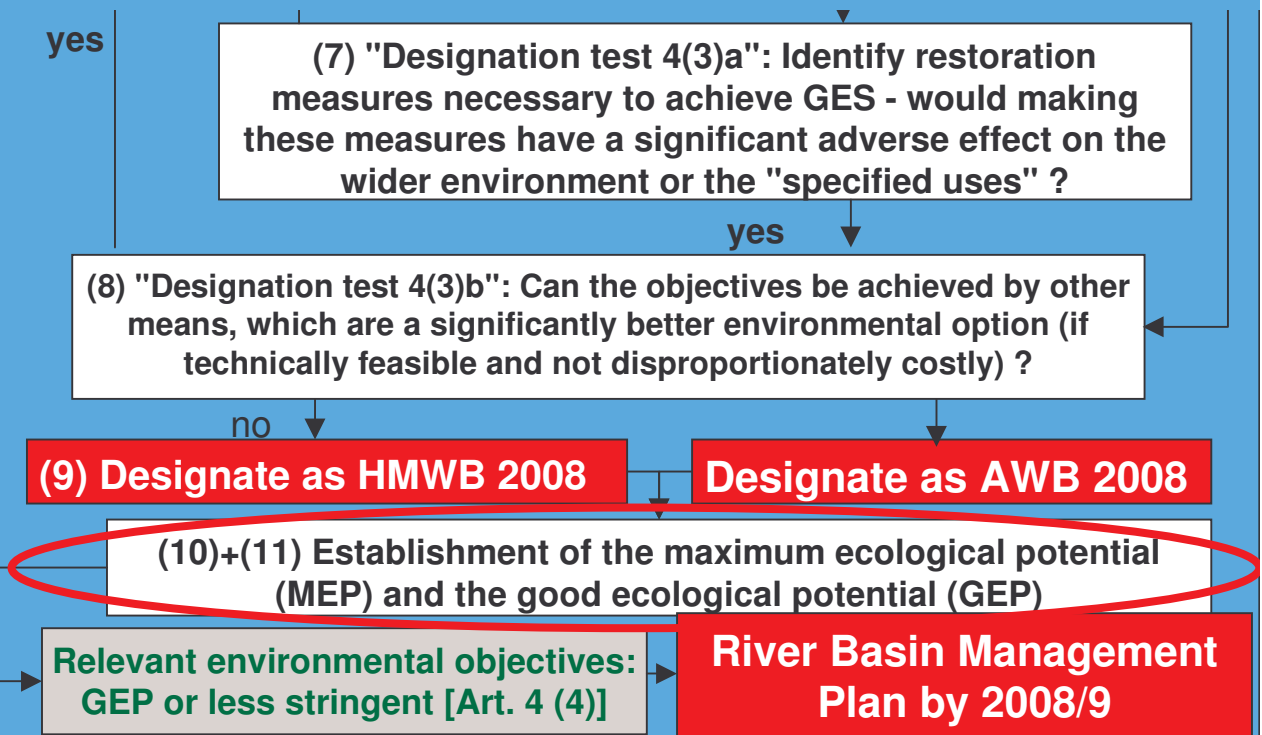 yes
(7) "Designation test 4(3)a": Identify restoration
measures necessary to achieve GES - would making
these measures have a significant adverse effect on the
wider environment or the "specified uses" ?
yes
(8) "Designation test 4(3)b": Can the objectives be achieved by other
means, which are a significantly better environmental option (if
technically feasible and not disproportionately costly) ?
no
(9) Designate as HMWB 2008
Designate as AWB 2008
(10)+(11) Establishment of the maximum ecological potential
(MEP) and the good ecological potential (GEP)
Relevant environmental objectives:
GEP or less stringent [Art. 4 (4)]
River Basin Management
Plan by 2008/9